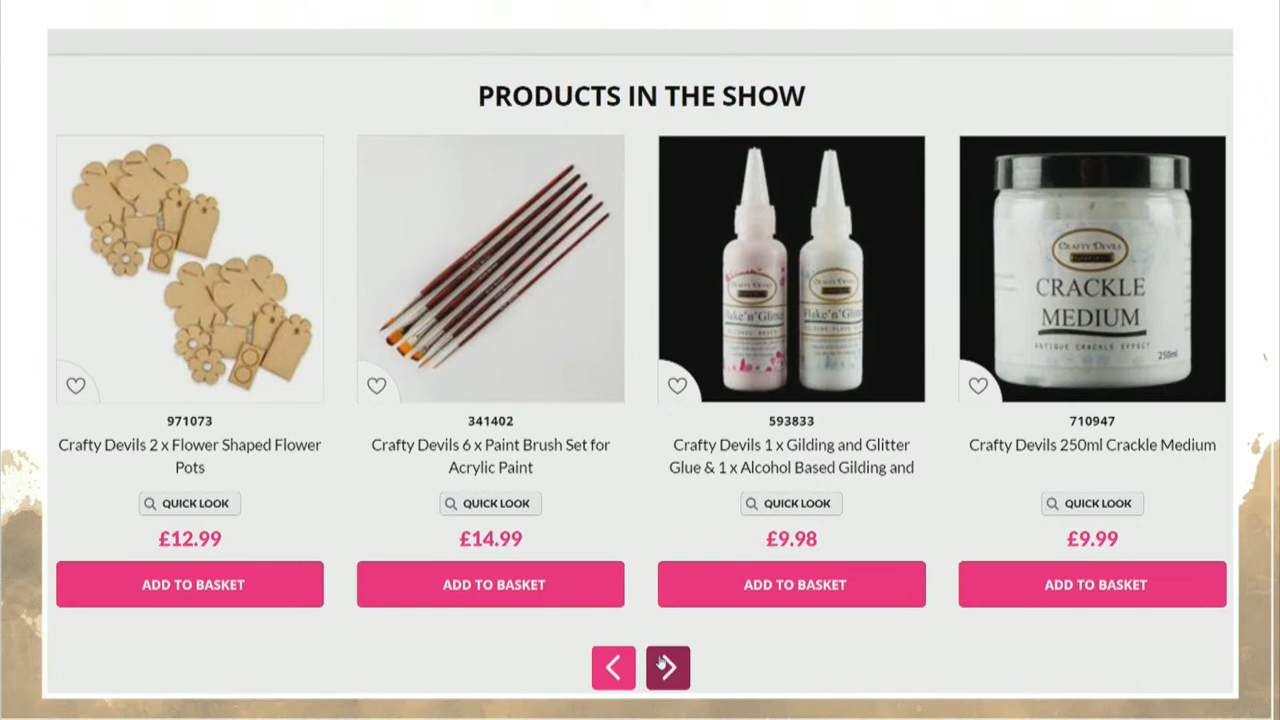 PRODUCTS IN THE SHOW
CRAFTY DEVILS
CRACKLE
MEDIUM
ANTIQUE CRACKLE EFFECT
250ml
971073
341402
593833
710947
Crafty Devils 2 x Flower Shaped Flower
Pots
Crafty Devils 6 x Paint Brush Set for
Acrylic Paint
Crafty Devils 1 x Gilding and Glitter
Glue & 1 x Alcohol Based Gilding and
Crafty Devils 250ml Crackle Medium
QUICK LOOK
QUICK LOOK
QUICK LOOK
QUICK LOOK
£12.99
£14.99
£9.98
£9.99
ADD TO BASKET
ADD TO BASKET
ADD TO BASKET
ADD TO BASKET